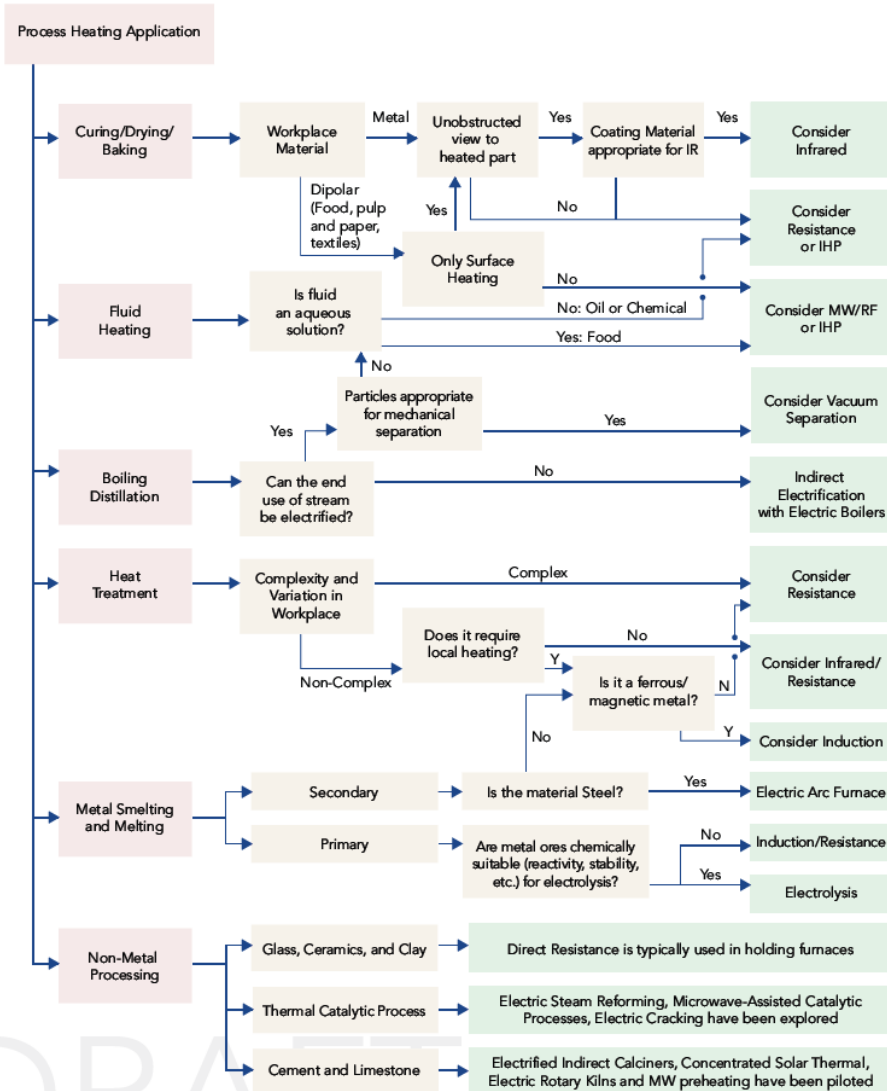 Process Heating Application
Curing/Drying/
Baking
Workplace
Material
Metal
Unobstructed
view to
heated part
Yes
Coating Material
appropriate for IR
Yes
Consider
Infrared
Dipolar
(Food, pulp
and paper,
textiles)
Yes
No
Consider
Resistance
or IHP
Only Surface
Heating
No
Fluid
Heating
Is fluid
an aqueous
solution?
No: Oil or Chemical
Yes: Food
Consider MW/RF
or IHP
No
Particles appropriate
for mechanical
separation
Yes
Yes
Consider Vacuum
Separation
Boiling
Distillation
Can the end
use of stream
be electrified?
No
Indirect
Electrification
with Electric Boilers
Heat
Treatment
Complexity and
Variation in
Workplace
Complex
Consider
Resistance
Non-Complex
Does it require
local heating?
No
Y
Consider Infrared/
Resistance
Is it a ferrous/
magnetic metal?
N
Y
Consider Induction
No
Metal Smelting
and Melting
Secondary
Is the material Steel?
Yes
Electric Arc Furnace
Primary
Are metal ores chemically
suitable (reactivity, stability,
etc.) for electrolysis?
No
Induction/Resistance
Yes
Electrolysis
Non-Metal
Processing
Glass, Ceramics, and Clay
Direct Resistance is typically used in holding furnaces
Thermal Catalytic Process
Electric Steam Reforming, Microwave-Assisted Catalytic
Processes, Electric Cracking have been explored
Cement and Limestone
Electrified Indirect Calciners, Concentrated Solar Thermal,
Electric Rotary Kilns and MW preheating have been piloted
DRAFT